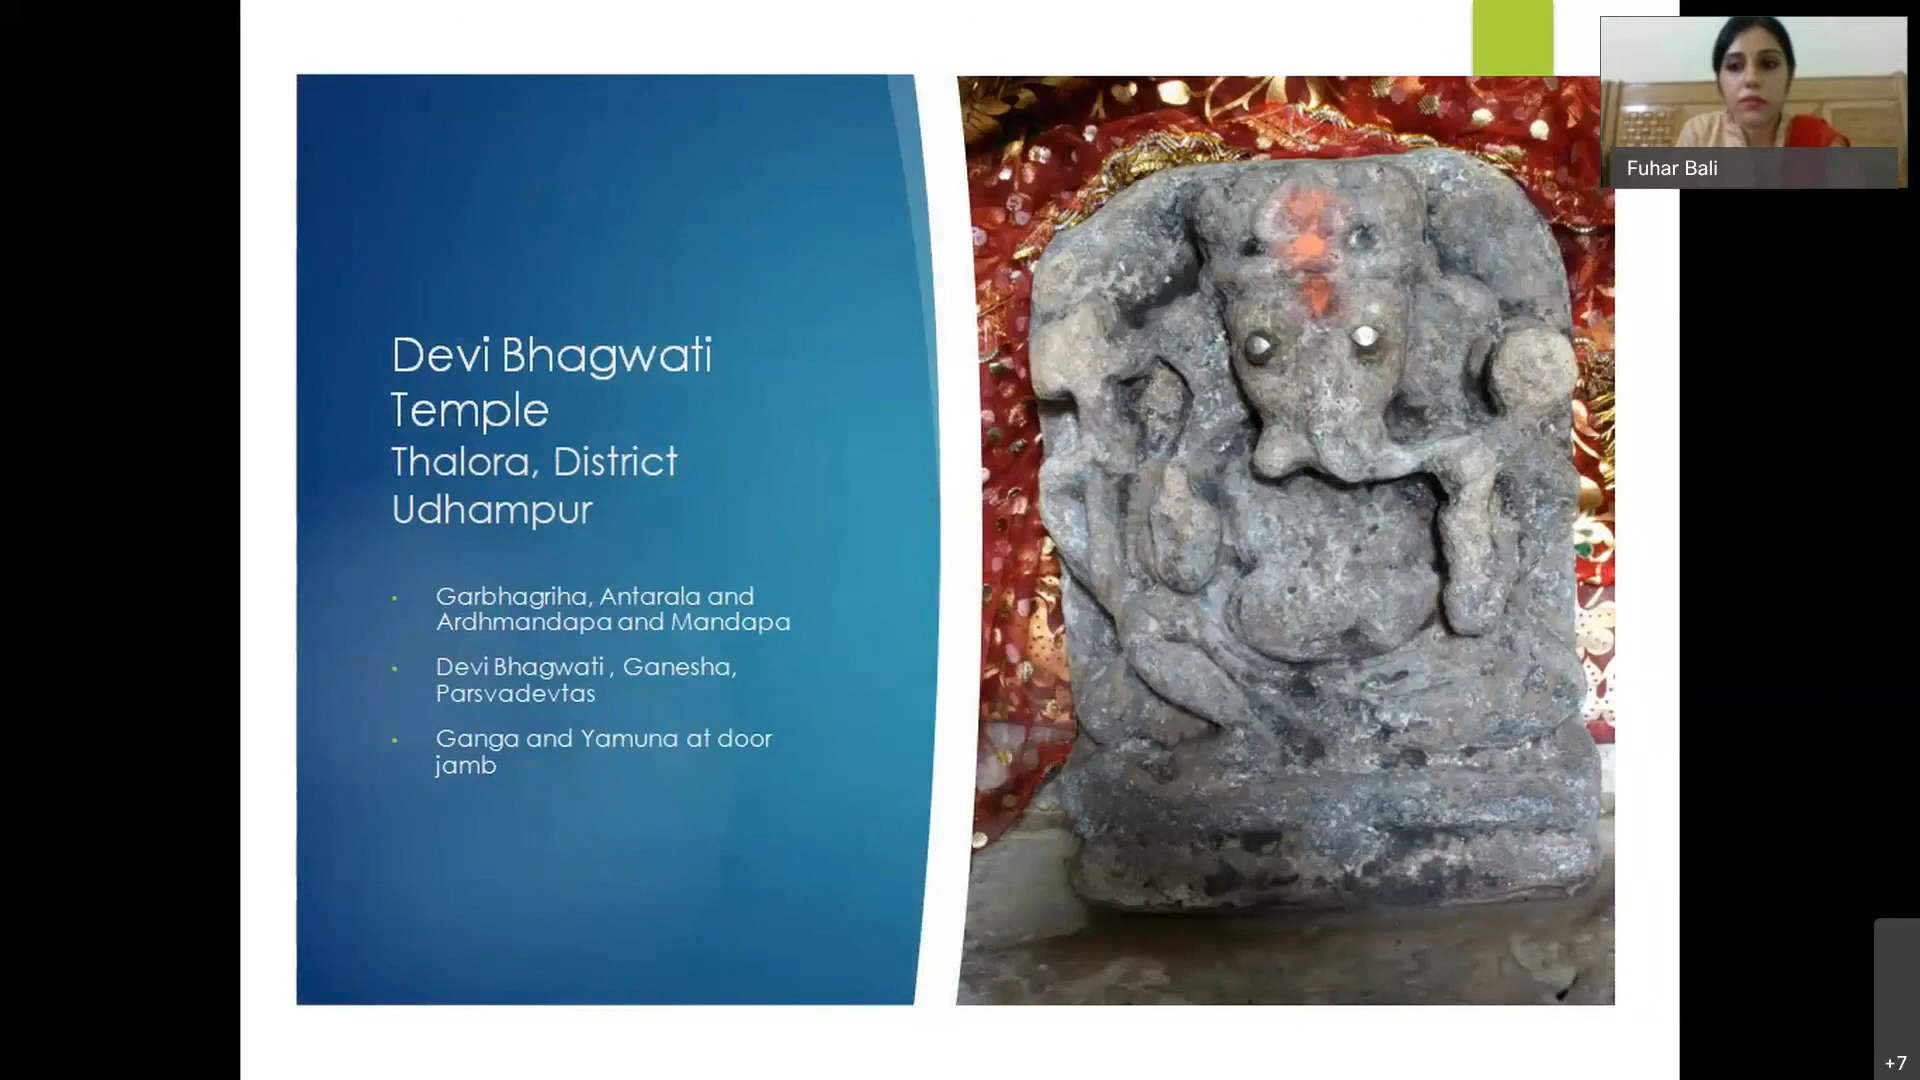 Devi Bhagwati
Temple
Thalora, District
Udhampur
• Garbhagriha, Antarala and
Ardhmandapa and Mandapa
• Devi Bhagwati , Ganesha,
Parsvadevtas
• Ganga and Yamuna at door
jamb
Fuhar Bali
+7